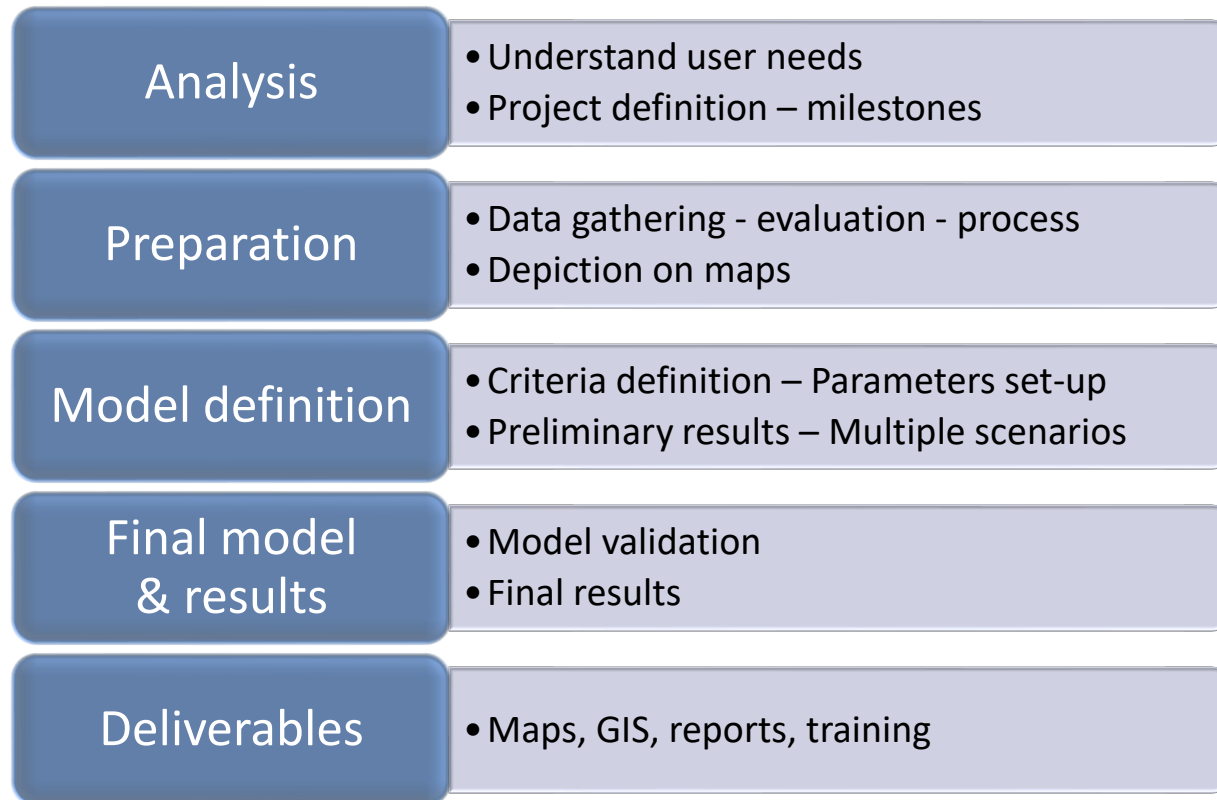 Analysis
• Understand user needs
• Project definition – milestones
Preparation
• Data gathering - evaluation - process
• Depiction on maps
Model definition
• Criteria definition – Parameters set-up
• Preliminary results – Multiple scenarios
Final model
& results
• Model validation
• Final results
Deliverables
• Maps, GIS, reports, training